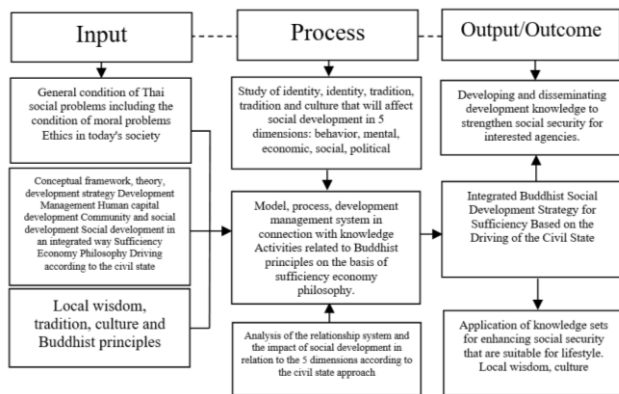 Input
Process
Output/Outcome
General condition of Thai
social problems including the
condition of moral problems
Ethics in today's society
Conceptual framework, theory,
development strategy Development
Management Human capital
development Community and social
development Social development in
an integrated way Sufficiency
Economy Philosophy Driving
according to the civil state
Local wisdom,
tradition, culture and
Buddhist principles
Study of identity, identity, tradition,
tradition and culture that will affect
social development in 5
dimensions: behavior, mental,
economic, social, political
Model, process, development
management system in
connection with knowledge
Activities related to Buddhist
principles on the basis of
sufficiency economy
philosophy.
Analysis of the relationship system and
the impact of social development in
relation to the 5 dimensions according to
the civil state approach
Developing and disseminating
development knowledge to
strengthen social security for
interested agencies.
Integrated Buddhist Social
Development Strategy for
Sufficiency Based on the
Driving of the Civil State
Application of knowledge sets
for enhancing social security
that are suitable for lifestyle.
Local wisdom, culture